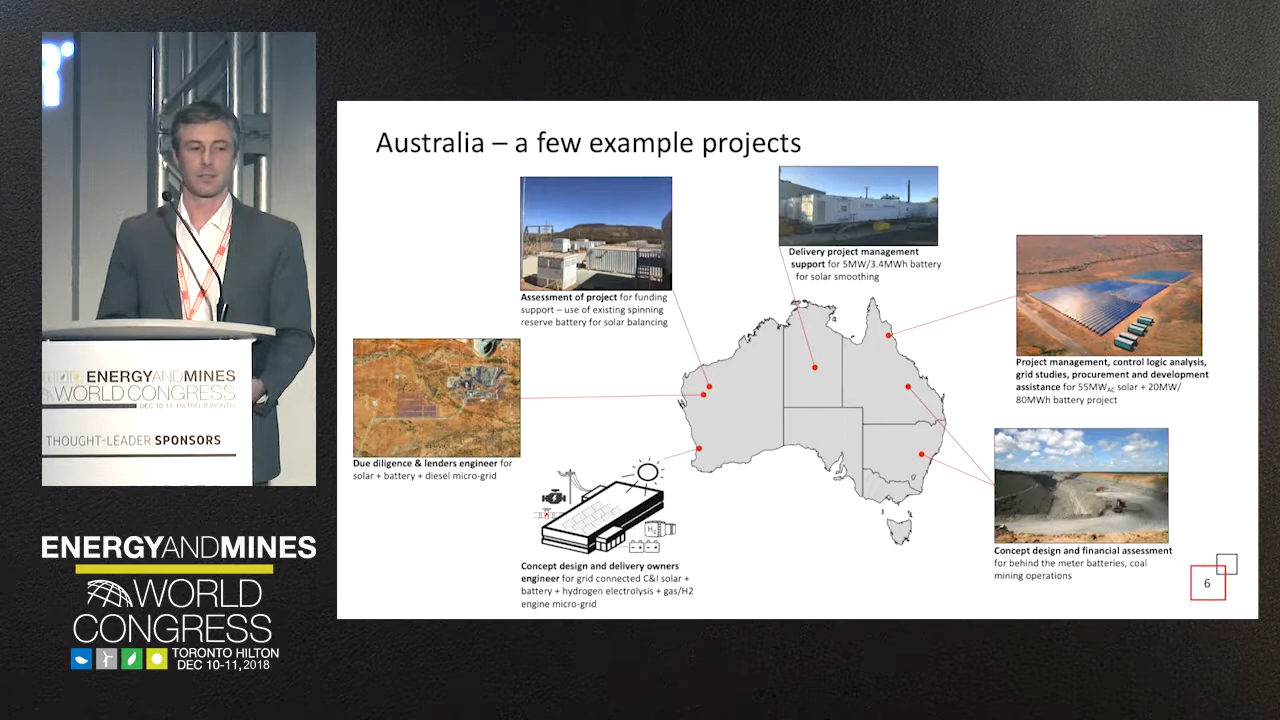 Australia – a few example projects
Delivery project management
support for 5MW/3.4MWh battery
for solar smoothing
Assessment of project for funding
support – use of existing spinning
reserve battery for solar balancing
Project management, control logic analysis,
grid studies, procurement and development
assistance for 55MWAC solar + 20MW/
80MWh battery project
Due diligence & lenders engineer for
solar + battery + diesel micro-grid
H2
Concept design and delivery owners
engineer for grid connected C&I solar +
battery + hydrogen electrolysis + gas/H2
engine micro-grid
Concept design and financial assessment
for behind the meter batteries, coal
mining operations
6
ENERGYANDMINES
WORLD CONGRESS
DEC 10-11, HILTON TORONTO
THOUGHT-LEADER SPONSORS
ENERGYANDMINES
WORLD
CONGRESS
TORONTO HILTON
DEC 10-11, 2018